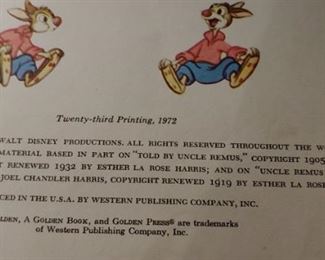 Twenty-third Printing, 1972
WALT DISNEY PRODUCTIONS. ALL RIGHTS RESERVED THROUGHOUT THE W
MATERIAL BASED IN PART ON "TOLD BY UNCLE REMUS," COPYRIGHT 1905
T RENEWED 1932 BY ESTHER LA ROSE HARRIS; AND ON "UNCLE REMUS
JOEL CHANDLER HARRIS, COPYRIGHT RENEWED 1919 BY ESTHER LA ROSE
CED IN THE U.S.A. BY WESTERN PUBLISHING COMPANY, INC.
LDEN, A GOLDEN BOOK, and GOLDEN PRESS® are trademarks
of Western Publishing Company, Inc.